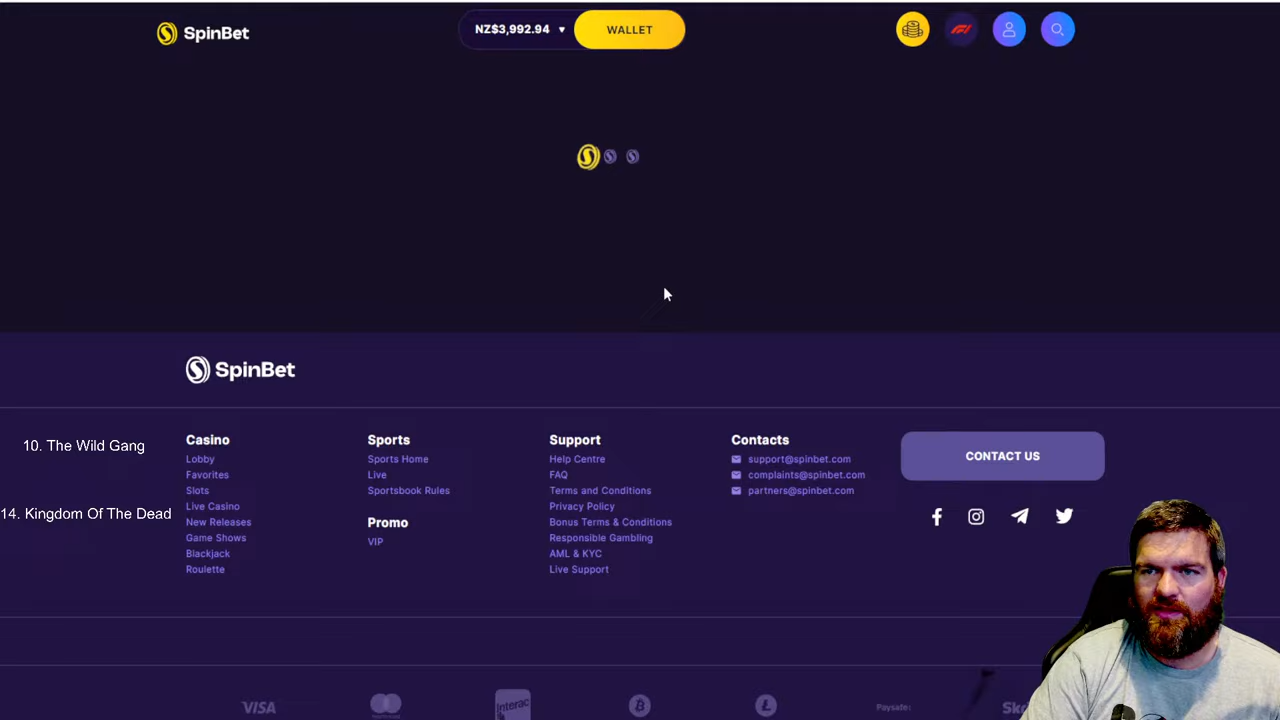 SpinBet
NZ$3,992.94
WALLET
SpinBet
10. The Wild Gang
14. Kingdom Of The Dead
Casino
Lobby
Favorites
Slots
Live Casino
New Releases
Game Shows
Blackjack
Roulette
Sports
Sports Home
Live
Sportsbook Rules
Promo
VIP
Support
Help Centre
FAQ
Terms and Conditions
Privacy Policy
Bonus Terms & Conditions
Responsible Gambling
AML & KYC
Live Support
Contacts
support@spinbet.com
complaints@spinbet.com
partners@spinbet.com
CONTACT US
VISA
Interac
Paysafe